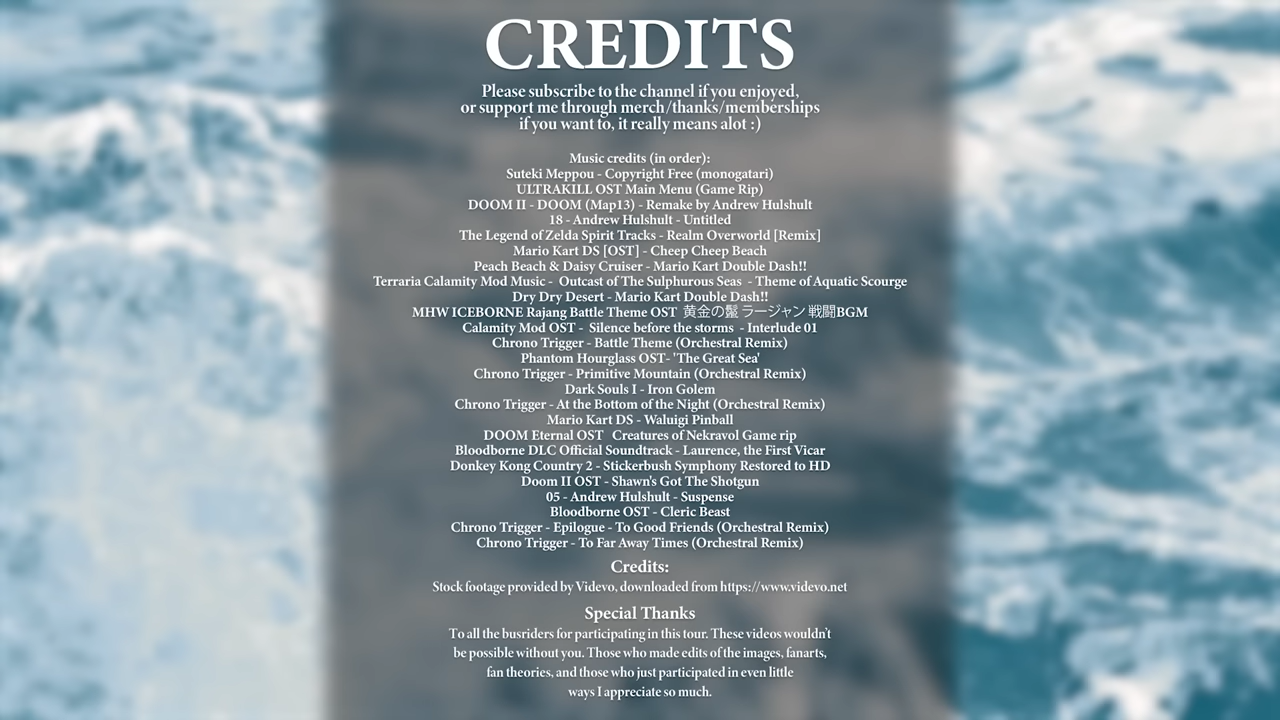 CREDITS
Please subscribe to the channel if you enjoyed,
or support me through merch/thanks/memberships
if you want to, it really means alot :)
Music credits (in order):
Suteki Meppou - Copyright Free (monogatari)
ULTRAKILL OST Main Menu (Game Rip)
DOOM II - DOOM (Map13) - Remake by Andrew Hulshult
18 - Andrew Hulshult - Untitled
The Legend of Zelda Spirit Tracks - Realm Overworld [Remix]
Mario Kart DS [OST] - Cheep Cheep Beach
Peach Beach & Daisy Cruiser - Mario Kart Double Dash!!
Terraria Calamity Mod Music - Outcast of The Sulphurous Seas - Theme of Aquatic Scourge
Dry Dry Desert - Mario Kart Double Dash!!
MHW ICEBORNE Rajang Battle Theme OST 黄金の鬣 ラージャン 戦闘BGM
Calamity Mod OST - Silence before the storms - Interlude 01
Chrono Trigger - Battle Theme (Orchestral Remix)
Phantom Hourglass OST- 'The Great Sea'
Chrono Trigger - Primitive Mountain (Orchestral Remix)
Dark Souls I - Iron Golem
Chrono Trigger - At the Bottom of the Night (Orchestral Remix)
Mario Kart DS - Waluigi Pinball
DOOM Eternal OST Creatures of Nekravol Game rip
Bloodborne DLC Official Soundtrack - Laurence, the First Vicar
Donkey Kong Country 2 - Stickerbush Symphony Restored to HD
Doom II OST - Shawn's Got The Shotgun
05 - Andrew Hulshult - Suspense
Bloodborne OST - Cleric Beast
Chrono Trigger - Epilogue - To Good Friends (Orchestral Remix)
Chrono Trigger - To Far Away Times (Orchestral Remix)
Credits:
Stock footage provided by Videvo, downloaded from https://www.videvo.net
Special Thanks
To all the busriders for participating in this tour. These videos wouldn't
be possible without you. Those who made edits of the images, fanarts,
fan theories, and those who just participated in even little
ways I appreciate so much.